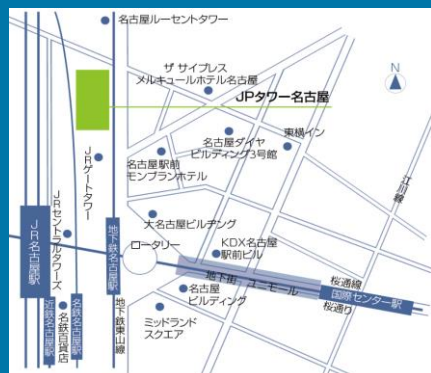 名古屋ルーセントタワー
N
ザ サイプレス
メルキュールホテル名古屋
JPタワー名古屋
名古屋ダイヤ
ビルディング3号館
東横イン
JRゲートタワー
名古屋駅前
モンブランホテル
江川線
JRセントラルタワーズ
大名古屋ビルヂング
JR名古屋駅
地下鉄名古屋駅
ロータリー
KDX名古屋
駅前ビル
桜通線
地下街 ユニモール
国際センター駅
桜通り
近鉄名古屋駅
名鉄百貨店
名鉄名古屋駅
地下鉄東山線
名古屋
ビルディング
ミッドランド
スクエア